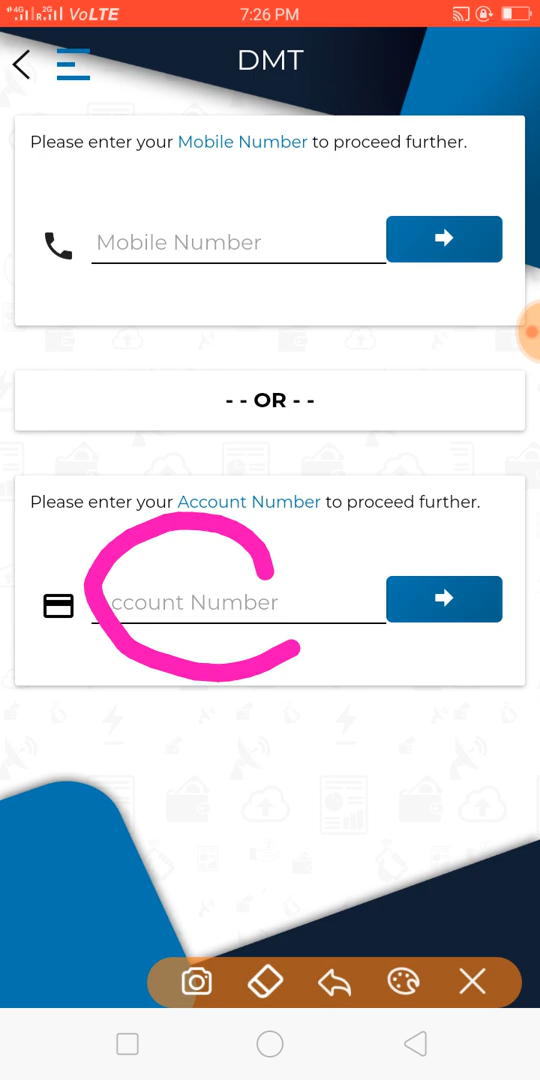 4G R 2G VoLTE 7:26 PM
DMT
Please enter your Mobile Number to proceed further.
Mobile Number
- - OR - -
Please enter your Account Number to proceed further.
ccount Number